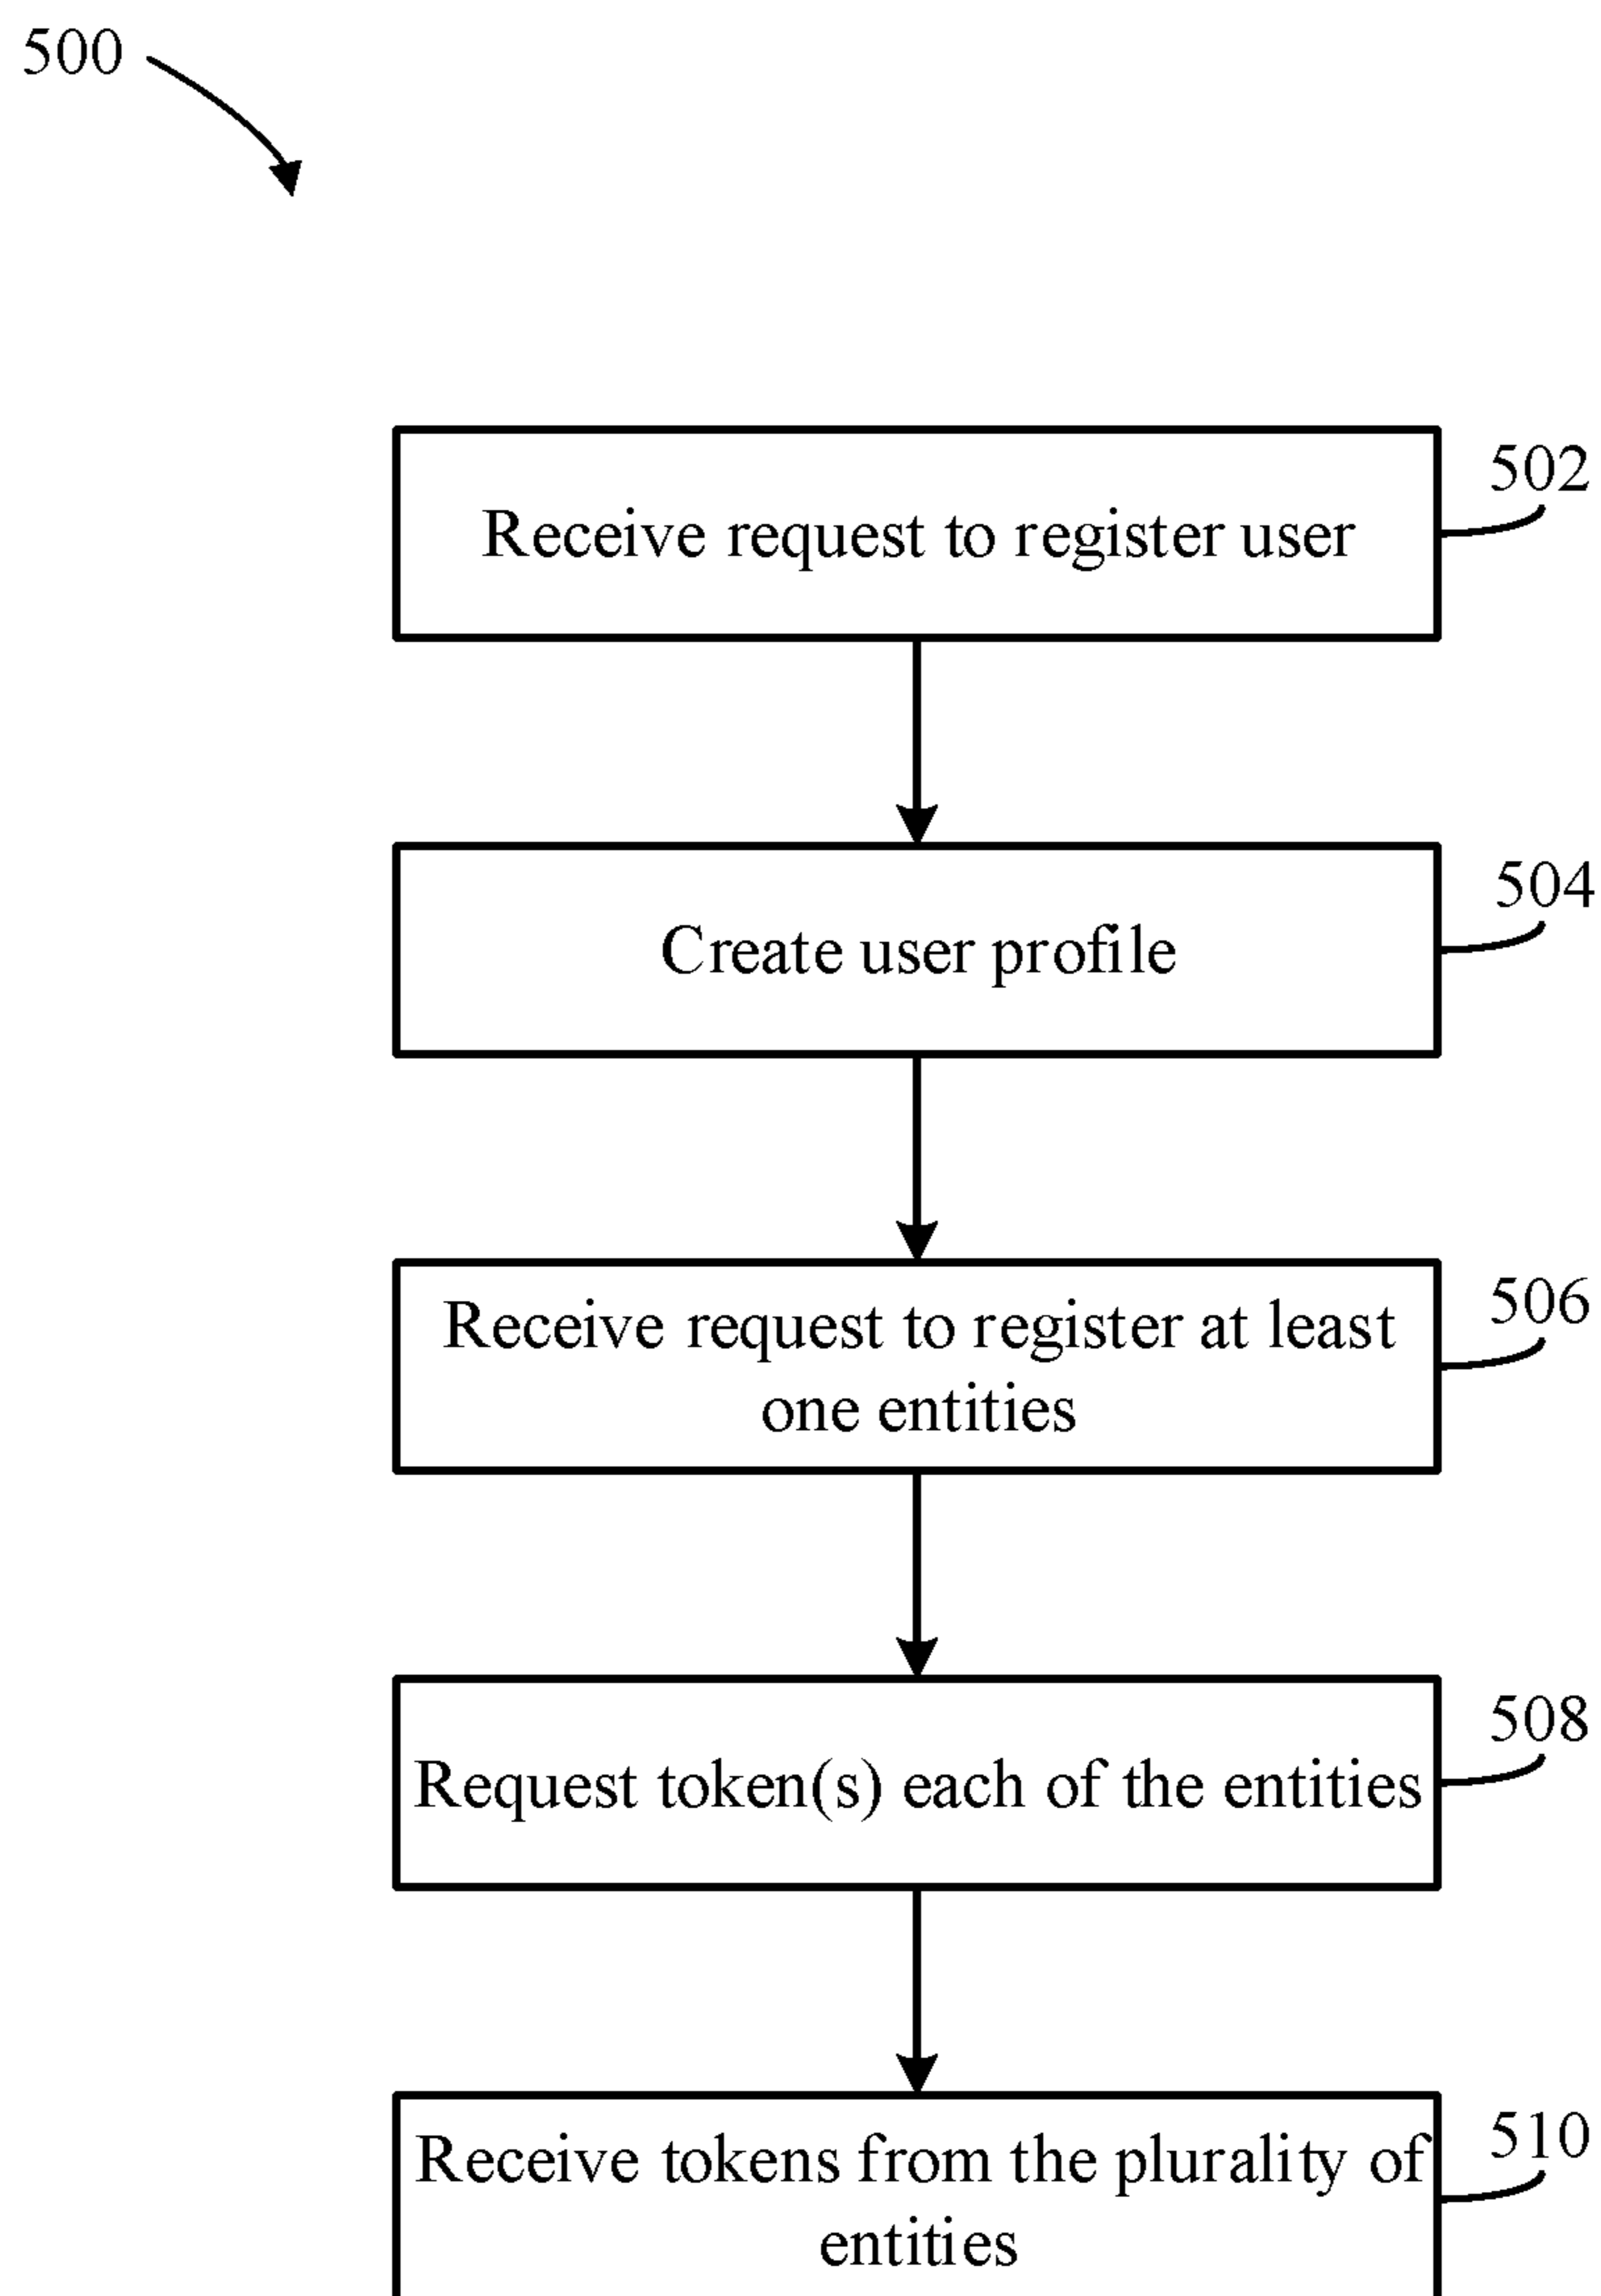 500
502
Receive request to register user
504
Create user profile
506
Receive request to register at least
one entities
508
Request token(s) each of the entities
510
Receive tokens from the plurality of
entities